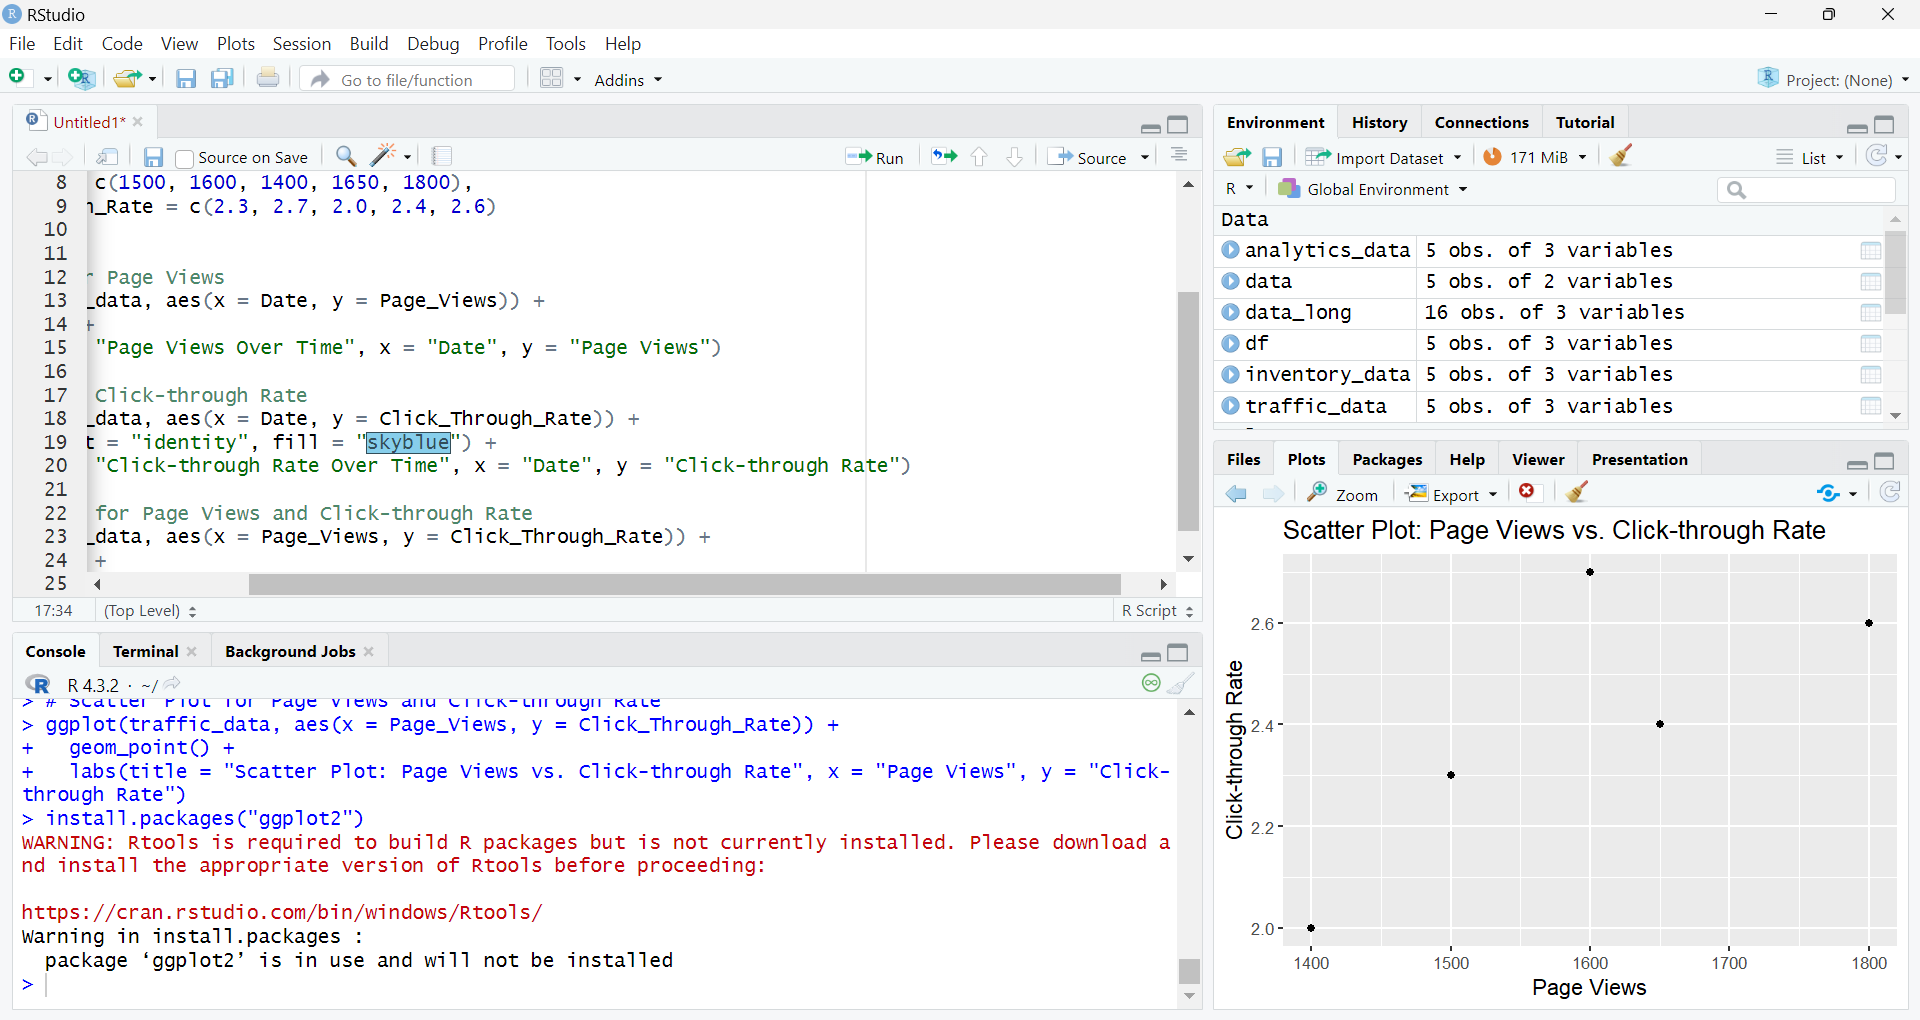 RStudio
File Edit Code View Plots Session Build Debug Profile Tools Help
Go to file/function Addins Project: (None)
Untitled1*
Source on Save Run Source
8 c(1500, 1600, 1400, 1650, 1800),
9 _Rate = c(2.3, 2.7, 2.0, 2.4, 2.6)
10
11
12 r Page Views
13 _data, aes(x = Date, y = Page_Views)) +
14 +
15 "Page Views Over Time", x = "Date", y = "Page Views")
16
17 Click-through Rate
18 _data, aes(x = Date, y = Click_Through_Rate)) +
19 t = "identity", fill = "skyblue") +
20 "Click-through Rate Over Time", x = "Date", y = "Click-through Rate")
21
22 for Page Views and Click-through Rate
23 _data, aes(x = Page_Views, y = Click_Through_Rate)) +
24 +
25
17:34 (Top Level) R Script
Console Terminal Background Jobs
R 4.3.2 · ~/
> # Scatter Plot for Page Views and Click-through Rate
> ggplot(traffic_data, aes(x = Page_Views, y = Click_Through_Rate)) +
+ geom_point() +
+ labs(title = "Scatter Plot: Page Views vs. Click-through Rate", x = "Page Views", y = "Click-
through Rate")
> install.packages("ggplot2")
WARNING: Rtools is required to build R packages but is not currently installed. Please download a
nd install the appropriate version of Rtools before proceeding:
https://cran.rstudio.com/bin/windows/Rtools/
Warning in install.packages :
package ‘ggplot2’ is in use and will not be installed
>
Environment History Connections Tutorial
Import Dataset 171 MiB List
R Global Environment
Data
analytics_data 5 obs. of 3 variables
data 5 obs. of 2 variables
data_long 16 obs. of 3 variables
df 5 obs. of 3 variables
inventory_data 5 obs. of 3 variables
traffic_data 5 obs. of 3 variables
Files Plots Packages Help Viewer Presentation
Zoom Export
Scatter Plot: Page Views vs. Click-through Rate
Click-through Rate
2.6
2.4
2.2
2.0
1400 1500 1600 1700 1800
Page Views